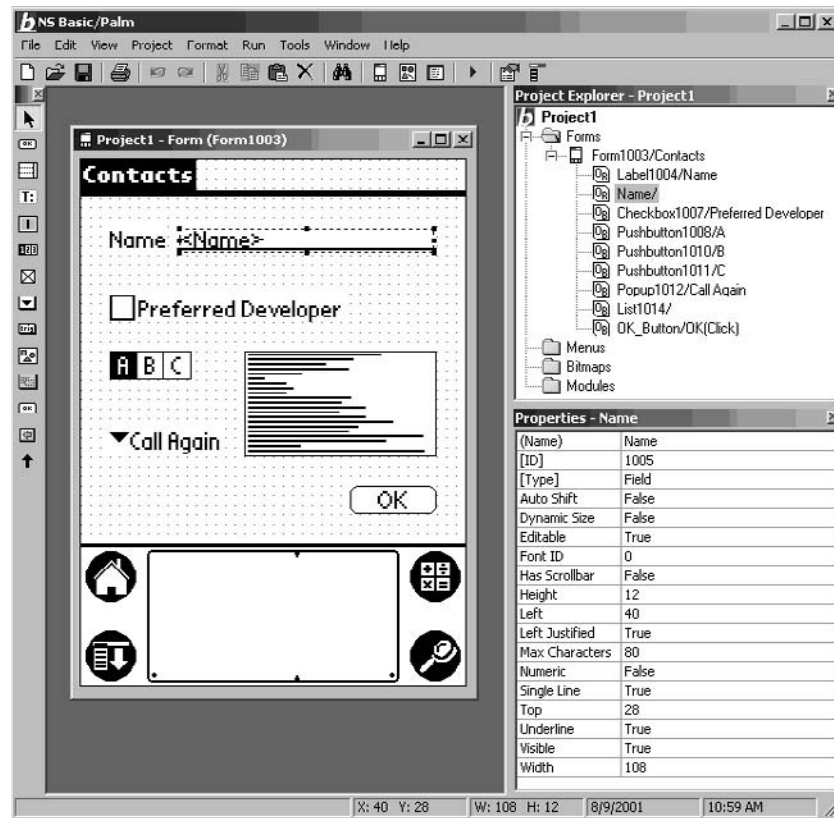 NS Basic/Palm
File Edit View Project Format Run Tools Window Help
Project1 - Form (Form1003)
Contacts
Name <Name>
Preferred Developer
A B C
Call Again
OK
Project Explorer - Project1
Project1
Forms
Form1003/Contacts
Label1004/Name
Name/
Checkbox1007/Preferred Developer
Pushbutton1008/A
Pushbutton1010/B
Pushbutton1011/C
Popup1012/Call Again
List1014/
OK_Button/OK(Click)
Menus
Bitmaps
Modules
Properties - Name
(Name) Name
[ID] 1005
[Type] Field
Auto Shift False
Dynamic Size False
Editable True
Font ID 0
Has Scrollbar False
Height 12
Left 40
Left Justified True
Max Characters 80
Numeric False
Single Line True
Top 28
Underline True
Visible True
Width 108
X: 40 Y: 28 W: 108 H: 12 8/9/2001 10:59 AM